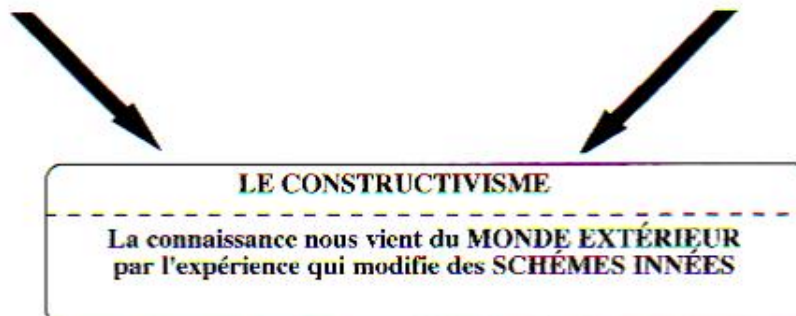 LE CONSTRUCTIVISME
La connaissance nous vient du MONDE EXTÉRIEUR
par l'expérience qui modifie des SCHÉMES INNÉES